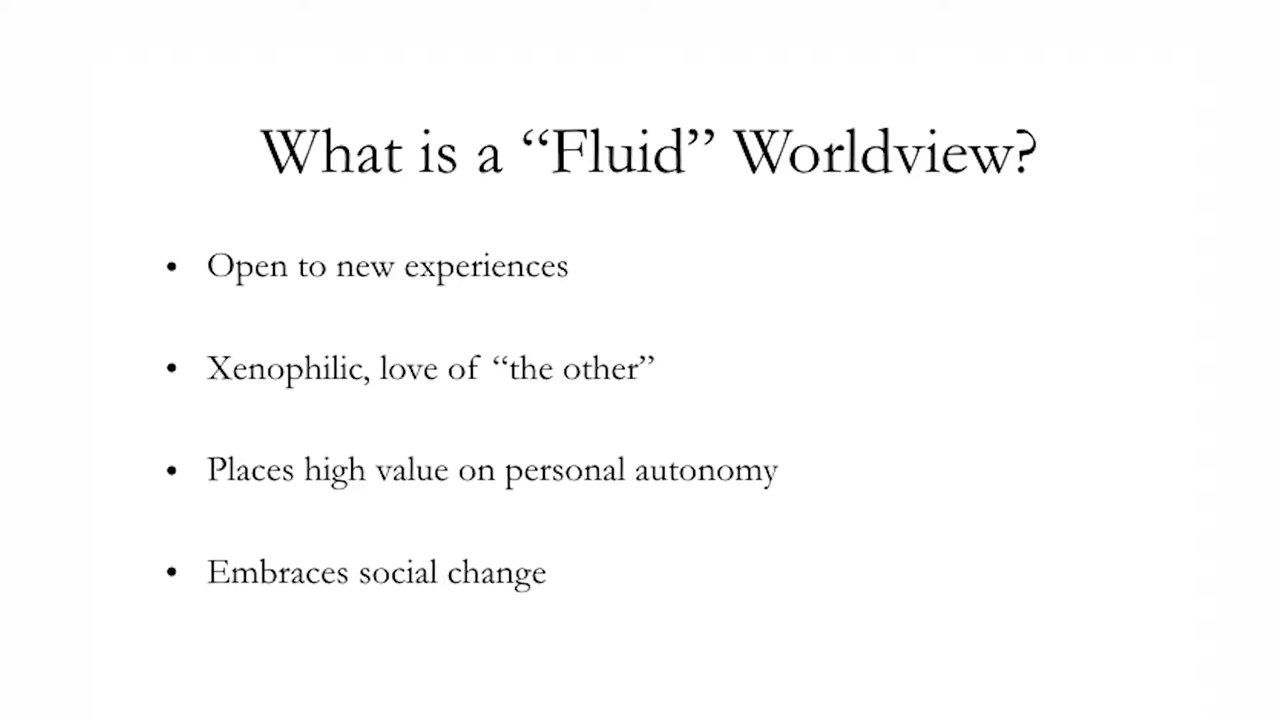 What is a “Fluid” Worldview?
• Open to new experiences
• Xenophilic, love of “the other”
• Places high value on personal autonomy
• Embraces social change